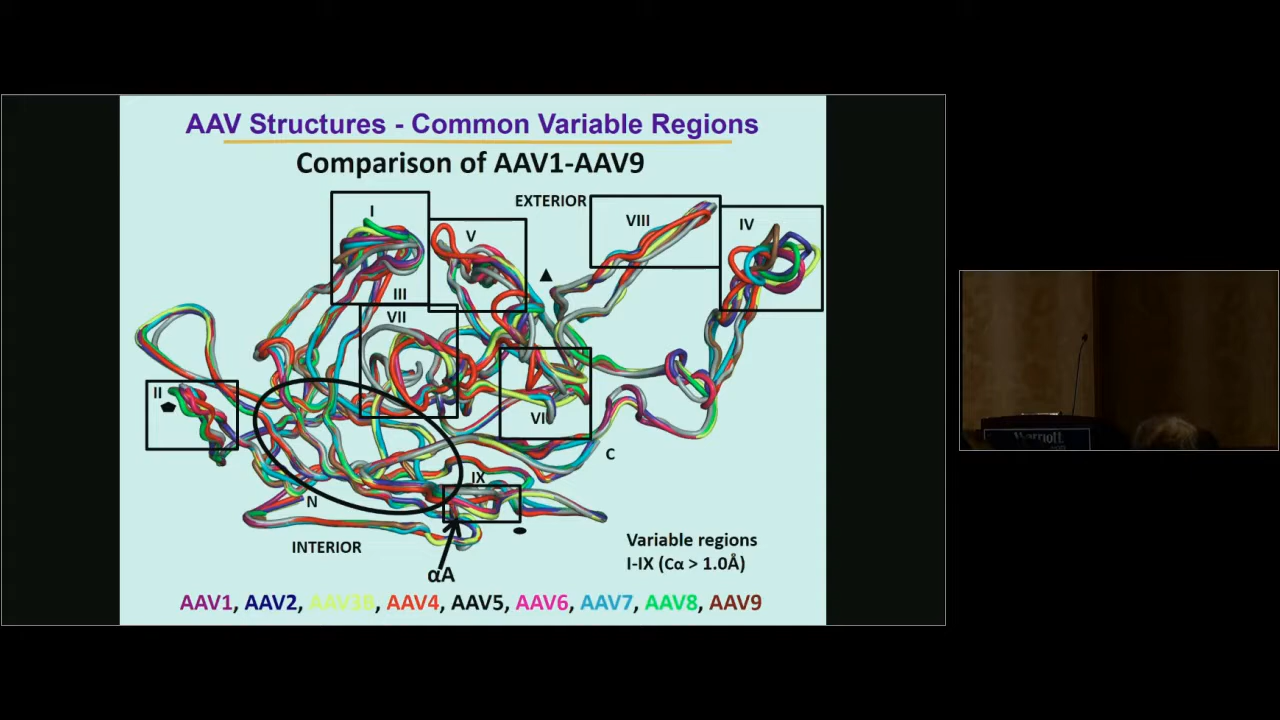 AAV Structures - Common Variable Regions
Comparison of AAV1-AAV9
EXTERIOR
I
V
VIII
IV
III
VII
II
VI
C
IX
N
INTERIOR
αA
Variable regions
I-IX (Cα > 1.0Å)
AAV1, AAV2, AAV3B, AAV4, AAV5, AAV6, AAV7, AAV8, AAV9
Marriott